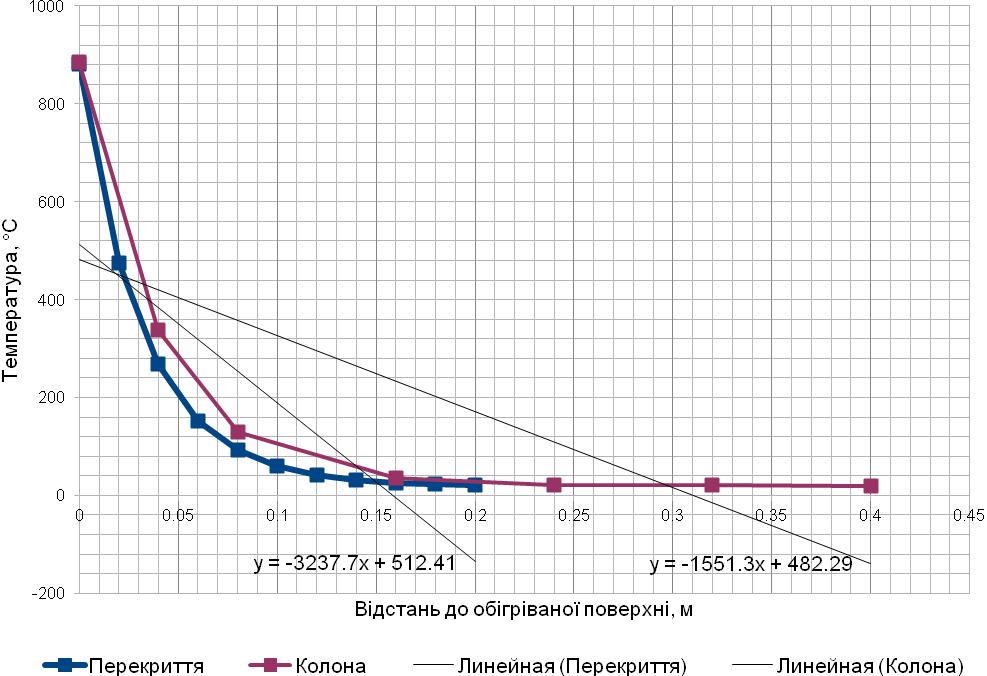 1000
800
600
400
200
0
-200
Температура, °С
0 0.05 0.1 0.15 0.2 0.25 0.3 0.35 0.4 0.45
y = -3237.7x + 512.41
y = -1551.3x + 482.29
Відстань до обігріваної поверхні, м
Перекриття Колона Линейная (Перекриття) Линейная (Колона)